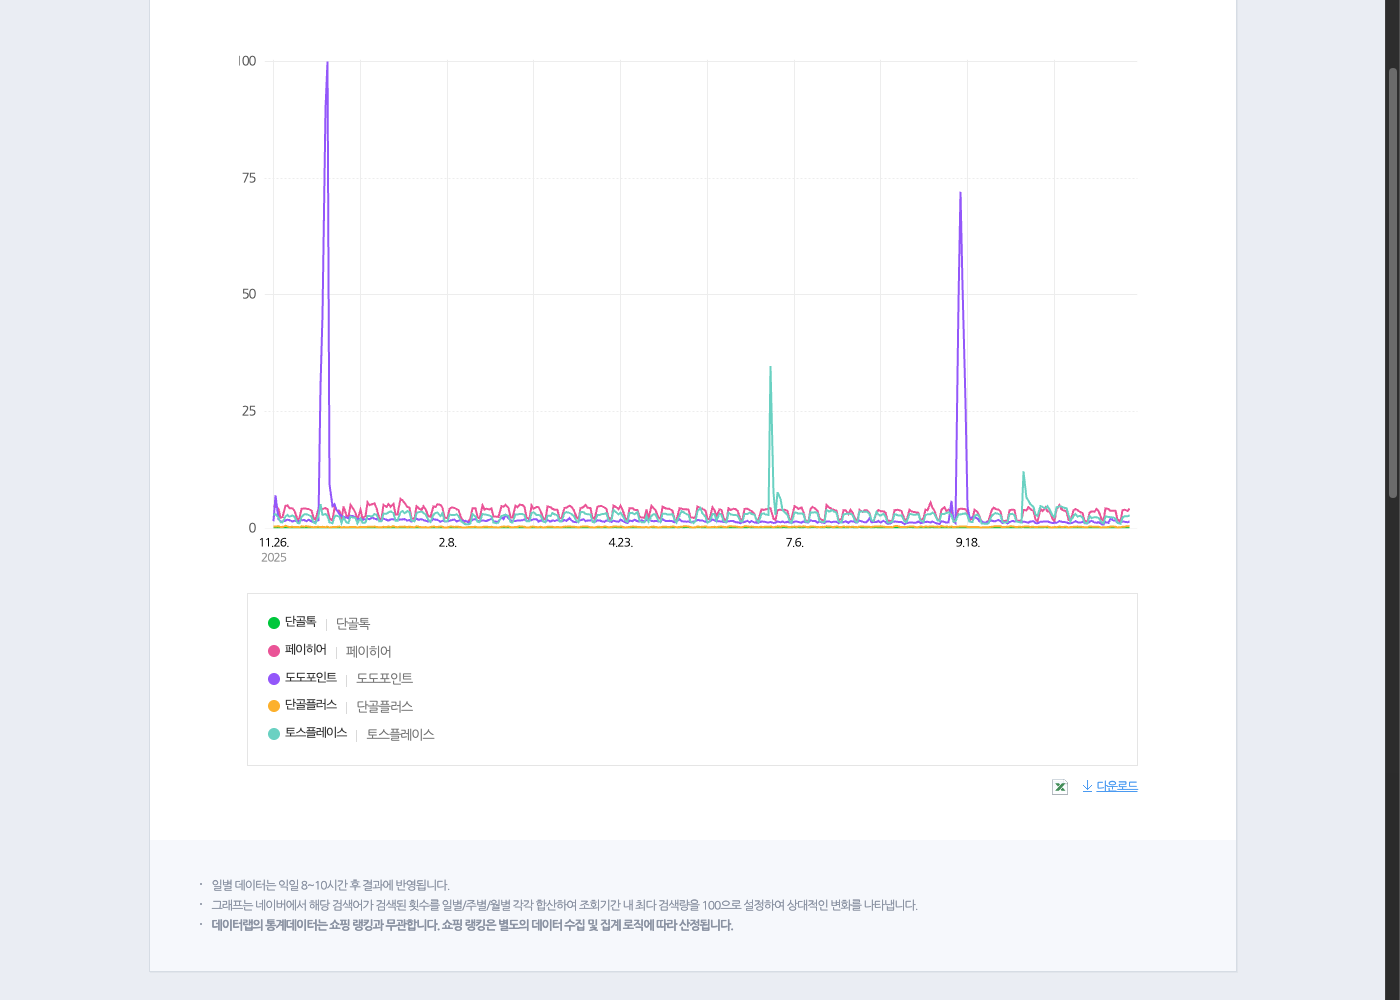 100
75
50
25
0
11.26. 2.8. 4.23. 7.6. 9.18.
2025
단골톡 단골톡
페이히어 페이히어
도도포인트 도도포인트
단골플러스 단골플러스
토스플레이스 토스플레이스
다운로드
· 일별 데이터는 익일 8~10시간 후 결과에 반영됩니다.
· 그래프는 네이버에서 해당 검색어가 검색된 횟수를 일별/주별/월별 각각 합산하여 조회기간 내 최다 검색량을 100으로 설정하여 상대적인 변화를 나타냅니다.
· 데이터랩의 통계데이터는 쇼핑 랭킹과 무관합니다. 쇼핑 랭킹은 별도의 데이터 수집 및 집계 로직에 따라 산정됩니다.